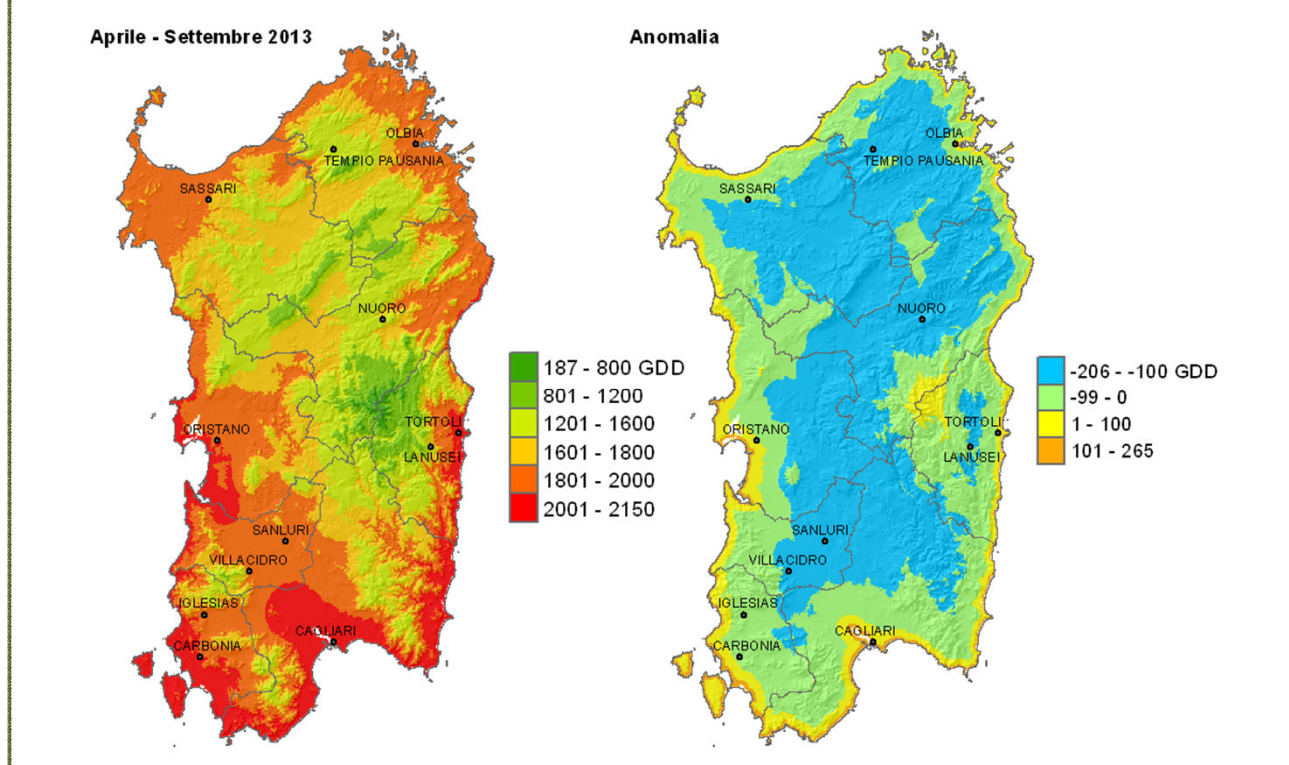 Aprile - Settembre 2013
OLBIA
TEMPIO PAUSANIA
SASSARI
NUORO
TORTOLI
ORISTANO
LANUSEI
SANLURI
VILLACIDRO
IGLESIAS
CAGLIARI
CARBONIA
187 - 800 GDD
801 - 1200
1201 - 1600
1601 - 1800
1801 - 2000
2001 - 2150
Anomalia
OLBIA
TEMPIO PAUSANIA
SASSARI
NUORO
TORTOLI
ORISTANO
LANUSEI
SANLURI
VILLACIDRO
IGLESIAS
CAGLIARI
CARBONIA
-206 - -100 GDD
-99 - 0
1 - 100
101 - 265